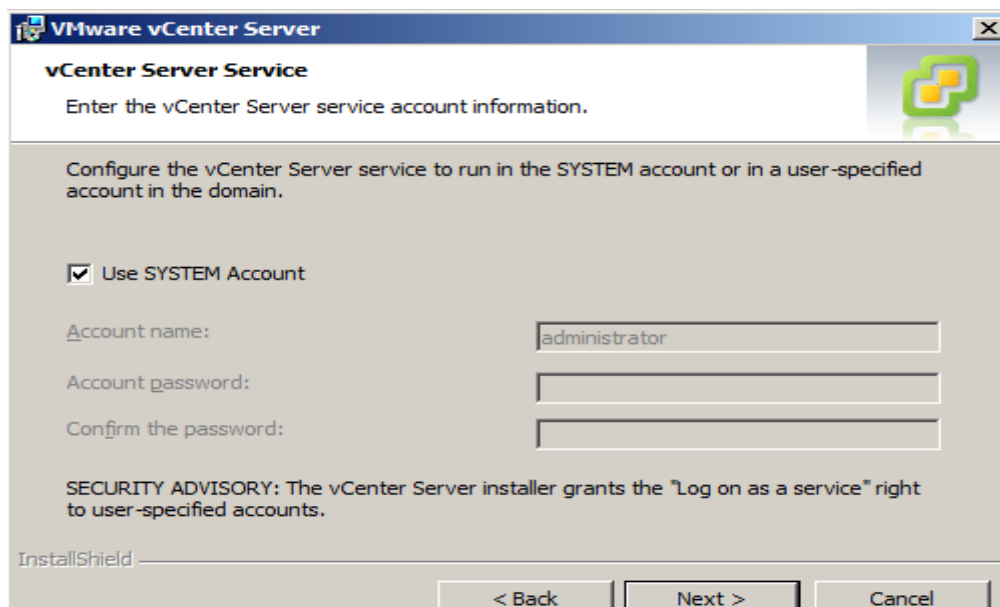 VMware vCenter Server
vCenter Server Service
Enter the vCenter Server service account information.
Configure the vCenter Server service to run in the SYSTEM account or in a user-specified
account in the domain.
Use SYSTEM Account
Account name:
administrator
Account password:
Confirm the password:
SECURITY ADVISORY: The vCenter Server installer grants the "Log on as a service" right
to user-specified accounts.
InstallShield
< Back Next > Cancel